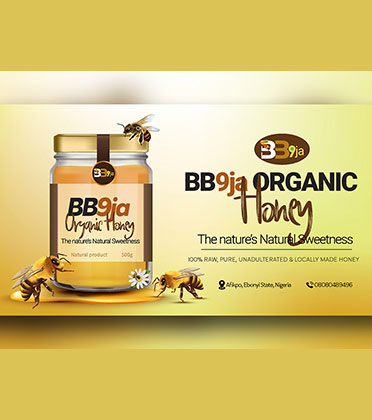 BB9ja
BB9ja
BB9ja
Organic Honey
The nature's Natural Sweetness
Natural product 500g
BB9ja ORGANIC
Honey
The nature's Natural Sweetness
100% RAW, PURE, UNADULTERATED & LOCALLY MADE HONEY
Afikpo, Ebonyi State, Nigeria 08080489496